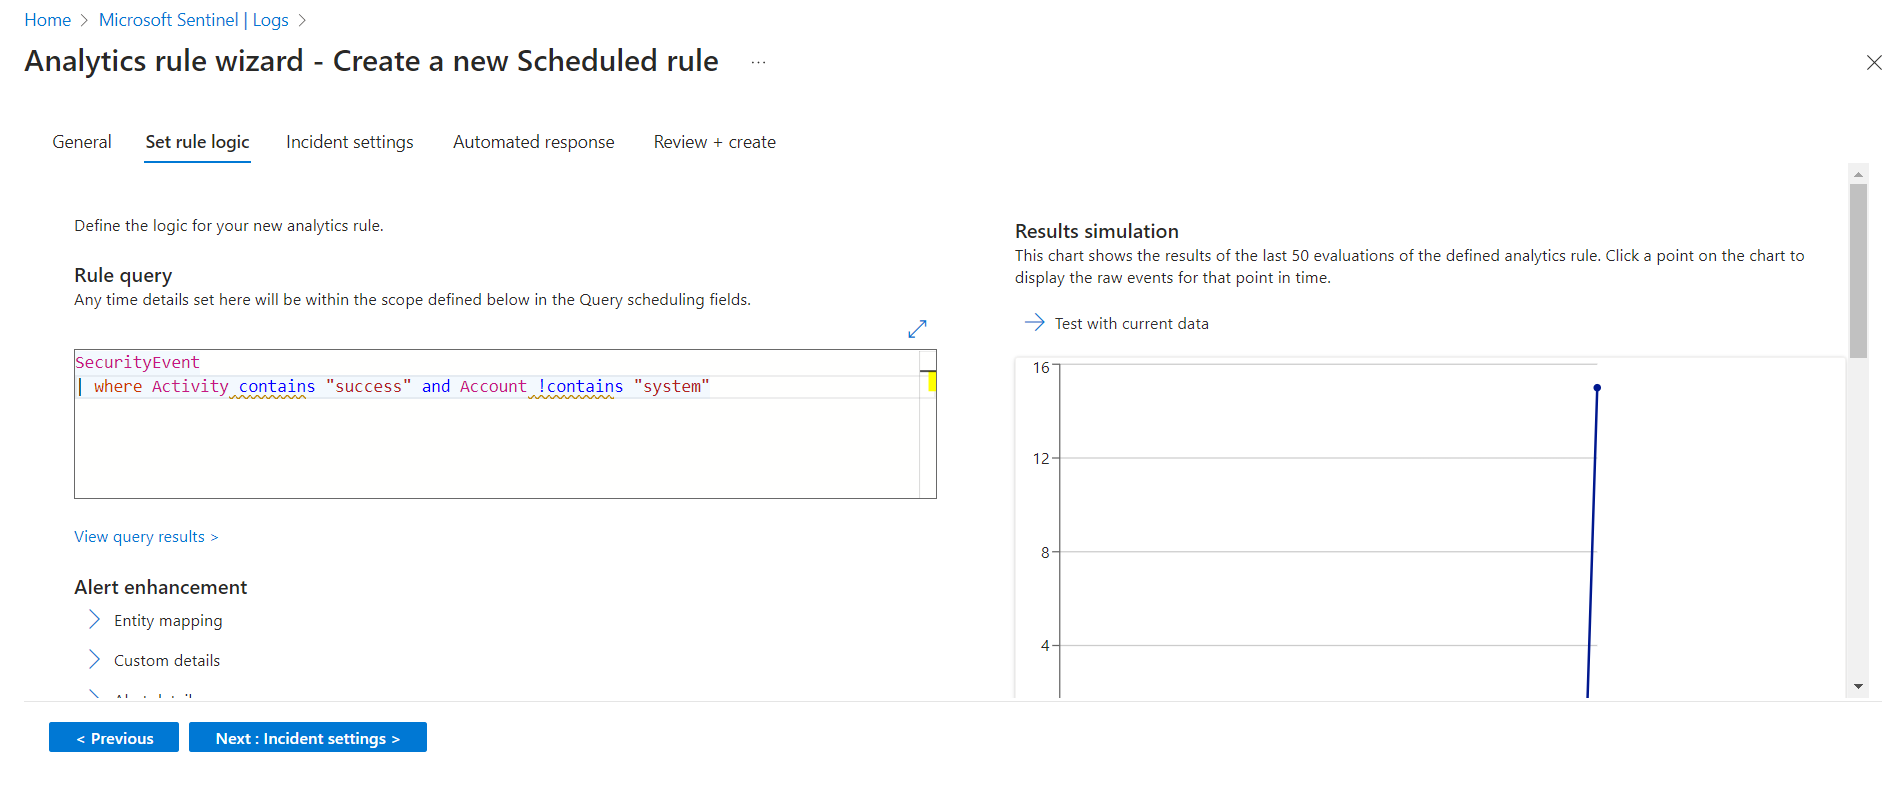 Home > Microsoft Sentinel | Logs >
Analytics rule wizard - Create a new Scheduled rule ...
General Set rule logic Incident settings Automated response Review + create
Define the logic for your new analytics rule.
Rule query
Any time details set here will be within the scope defined below in the Query scheduling fields.
SecurityEvent
| where Activity contains "success" and Account !contains "system"
View query results >
Alert enhancement
Entity mapping
Custom details
Results simulation
This chart shows the results of the last 50 evaluations of the defined analytics rule. Click a point on the chart to
display the raw events for that point in time.
Test with current data
16
12
8
4
< Previous
Next : Incident settings >